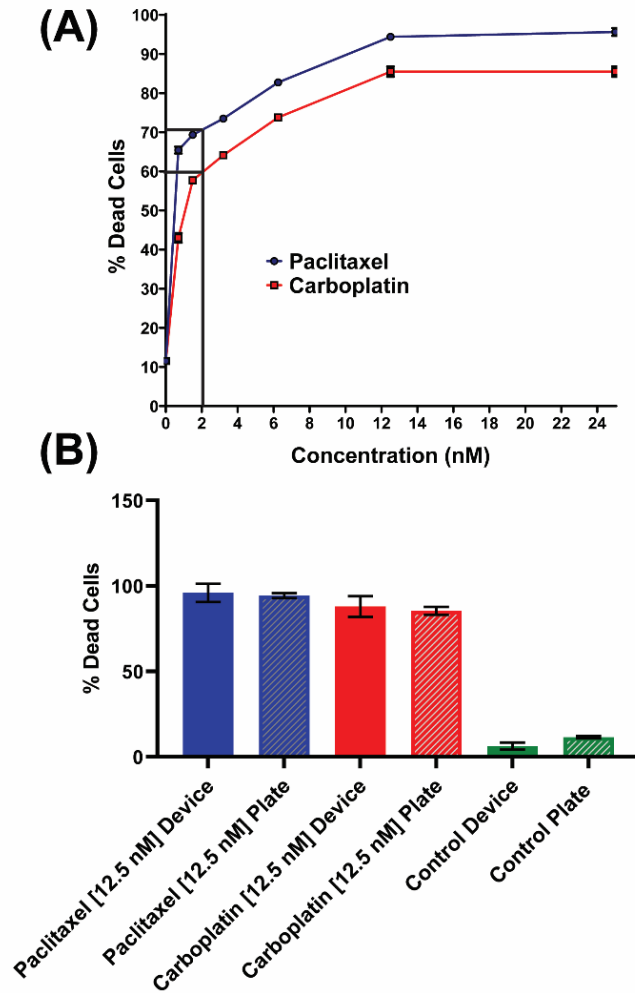 (A)
% Dead Cells
100
90
80
70
60
50
40
30
20
10
0
Paclitaxel
Carboplatin
0 2 4 6 8 10 12 14 16 18 20 22 24
Concentration (nM)
(B)
% Dead Cells
150
100
50
0
Paclitaxel [12.5 nM] Device
Paclitaxel [12.5 nM] Plate
Carboplatin [12.5 nM] Device
Carboplatin [12.5 nM] Plate
Control Device
Control Plate